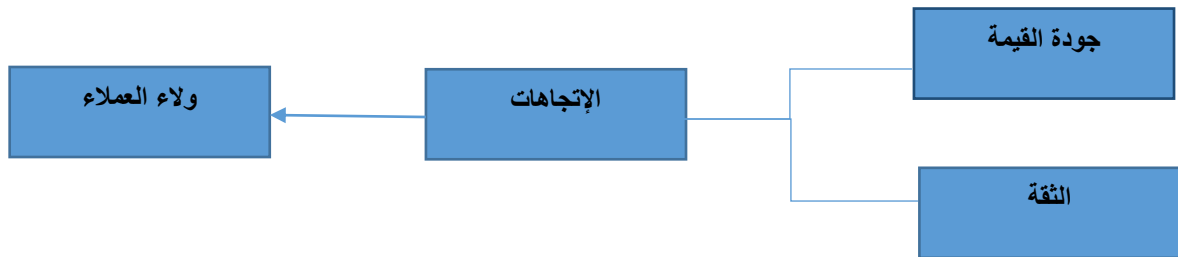 جودة القيمة
الإتجاهات
ولاء العملاء
الثقة